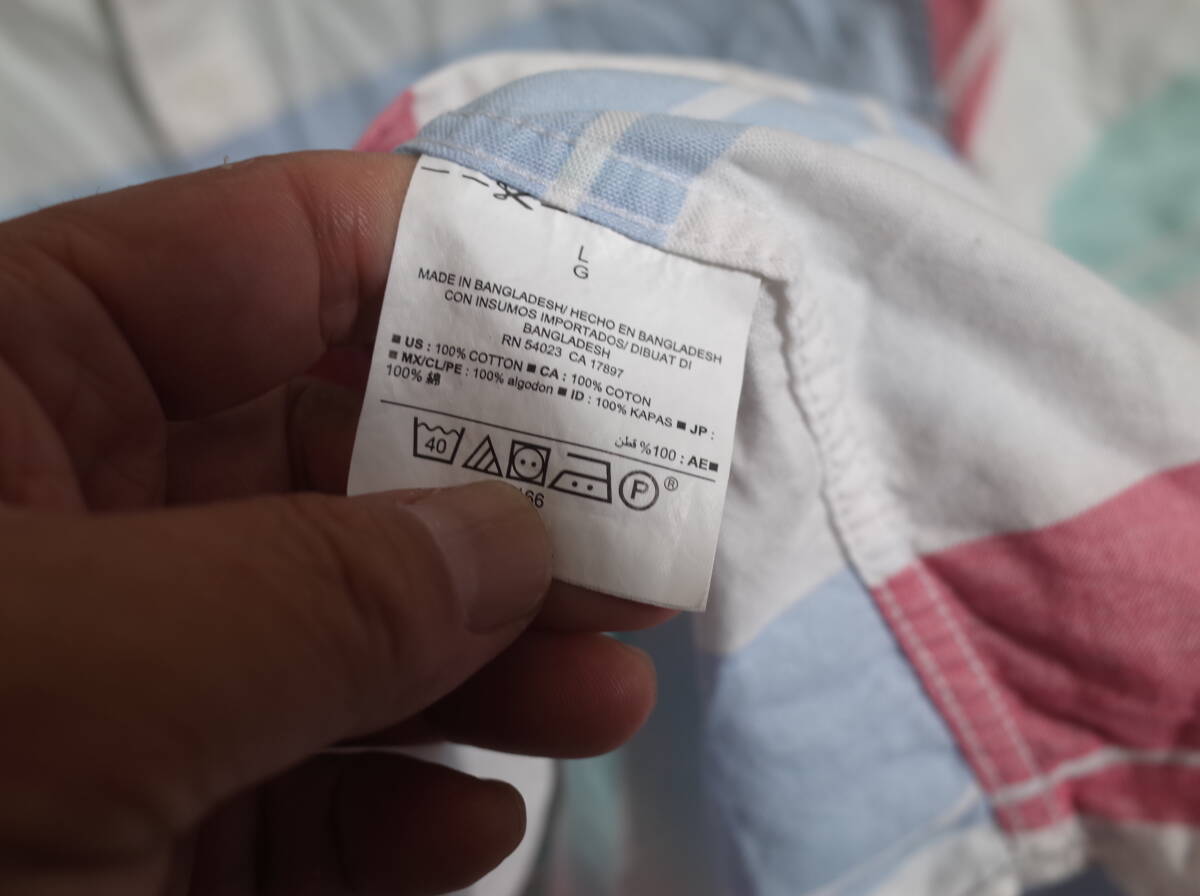 L
G
MADE IN BANGLADESH/ HECHO EN BANGLADESH
CON INSUMOS IMPORTADOS/ DIBUAT DI
BANGLADESH
RN 54023 CA 17897
■ US : 100% COTTON ■ CA : 100% COTON
■ MX/CL/PE : 100% algodon ■ ID : 100% KAPAS ■ JP :
100% 綿
■AE : 100% قطن
40
P ®